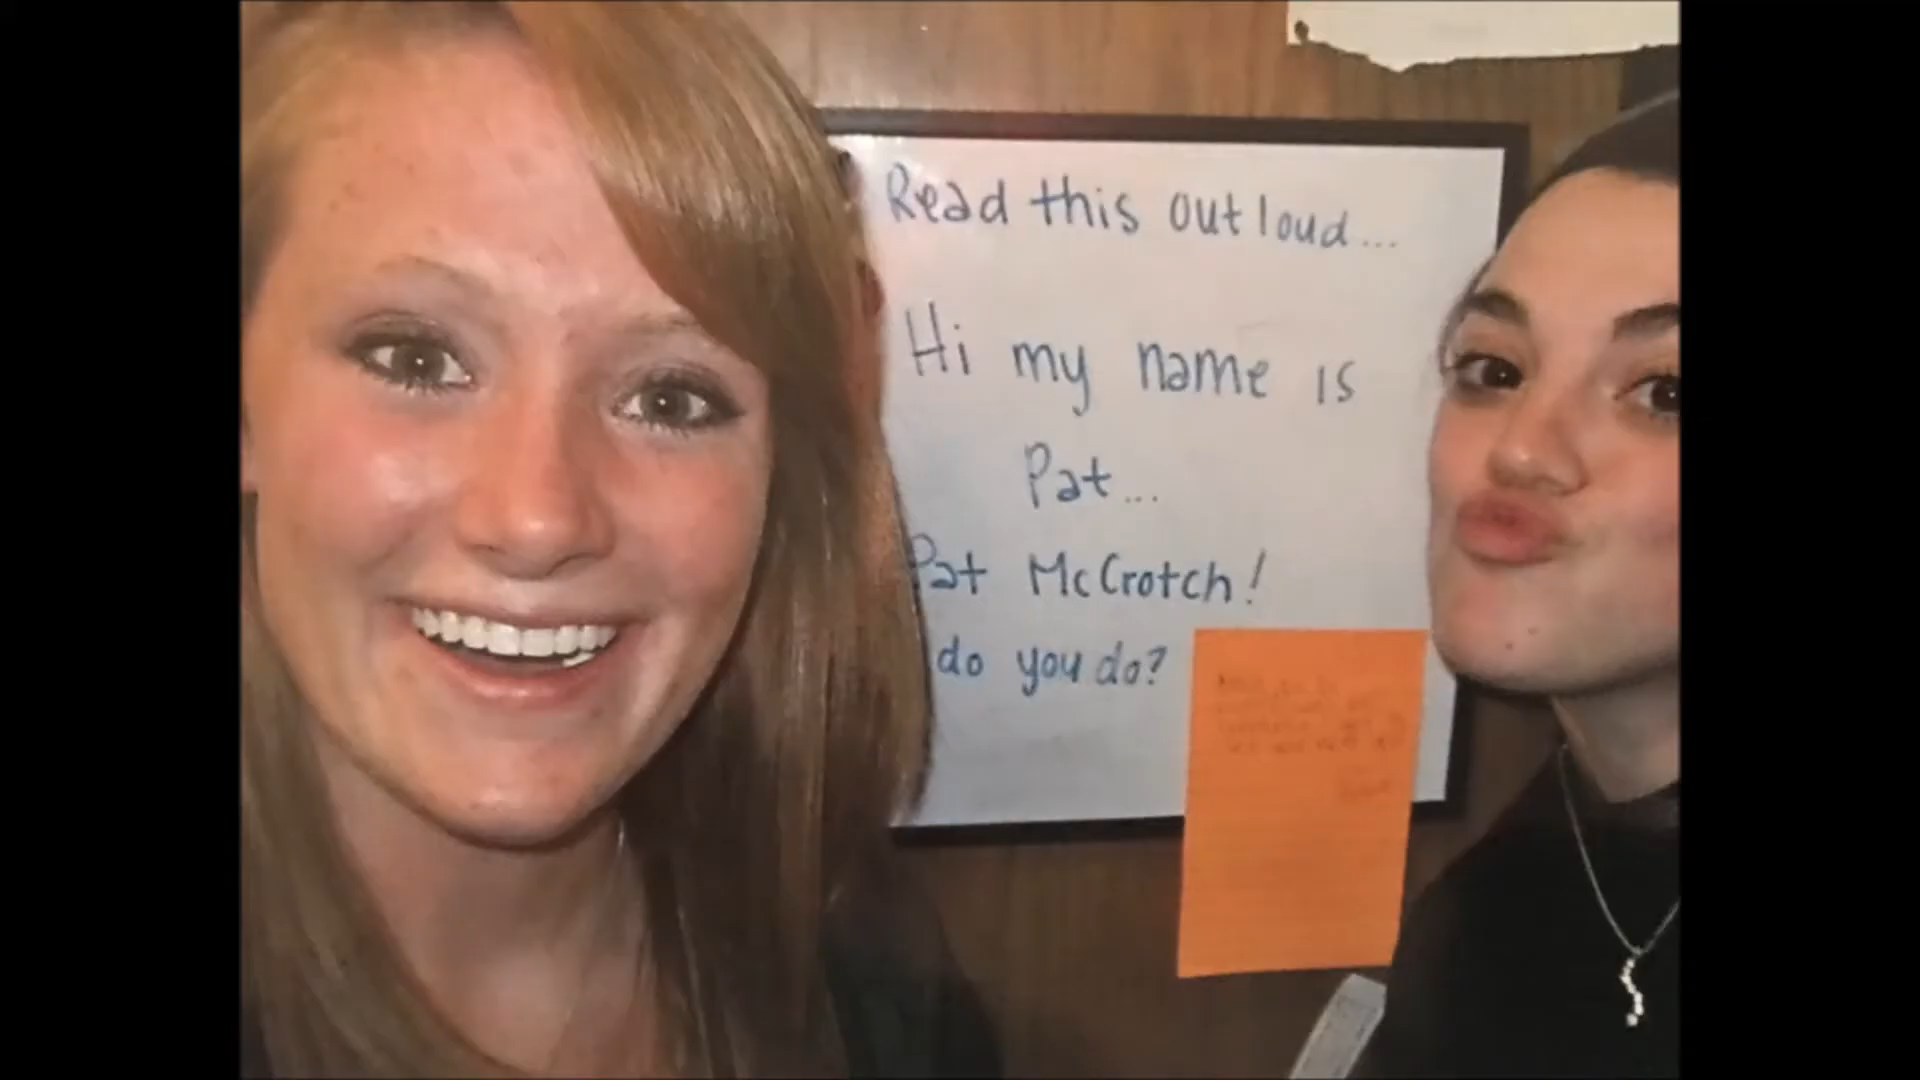 Read this out loud...
Hi my name is
Pat...
Pat McCrotch!
do you do?